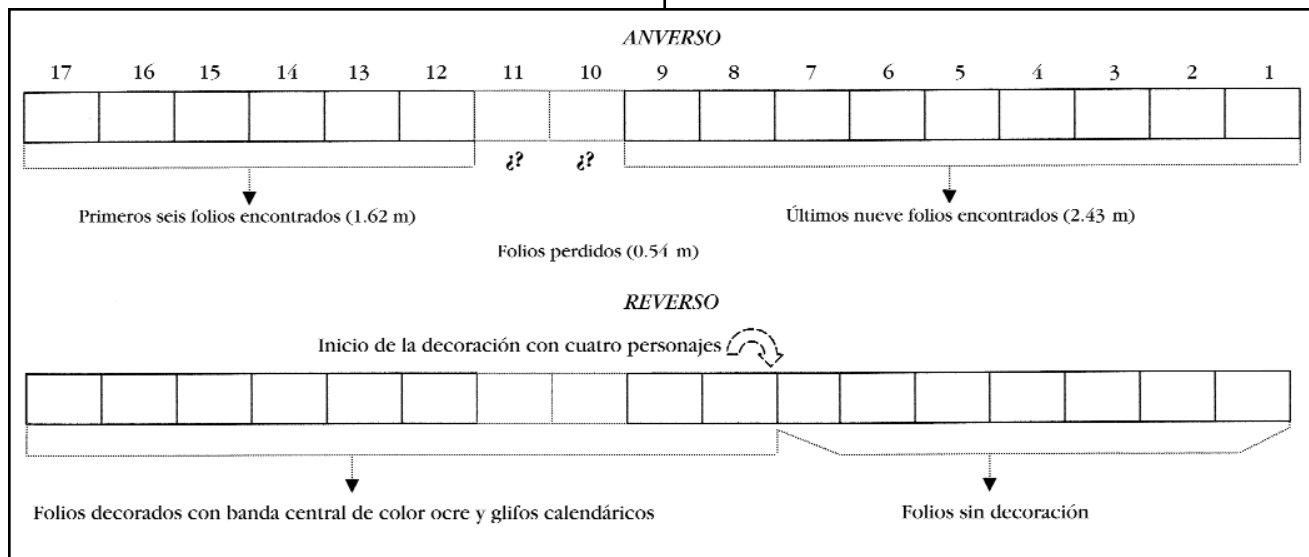 ANVERSO
17 16 15 14 13 12 11 10 9 8 7 6 5 4 3 2 1
¿? ¿?
Primeros seis folios encontrados (1.62 m) Últimos nueve folios encontrados (2.43 m)
Folios perdidos (0.54 m)
REVERSO
Inicio de la decoración con cuatro personajes
Folios decorados con banda central de color ocre y glifos calendáricos Folios sin decoración